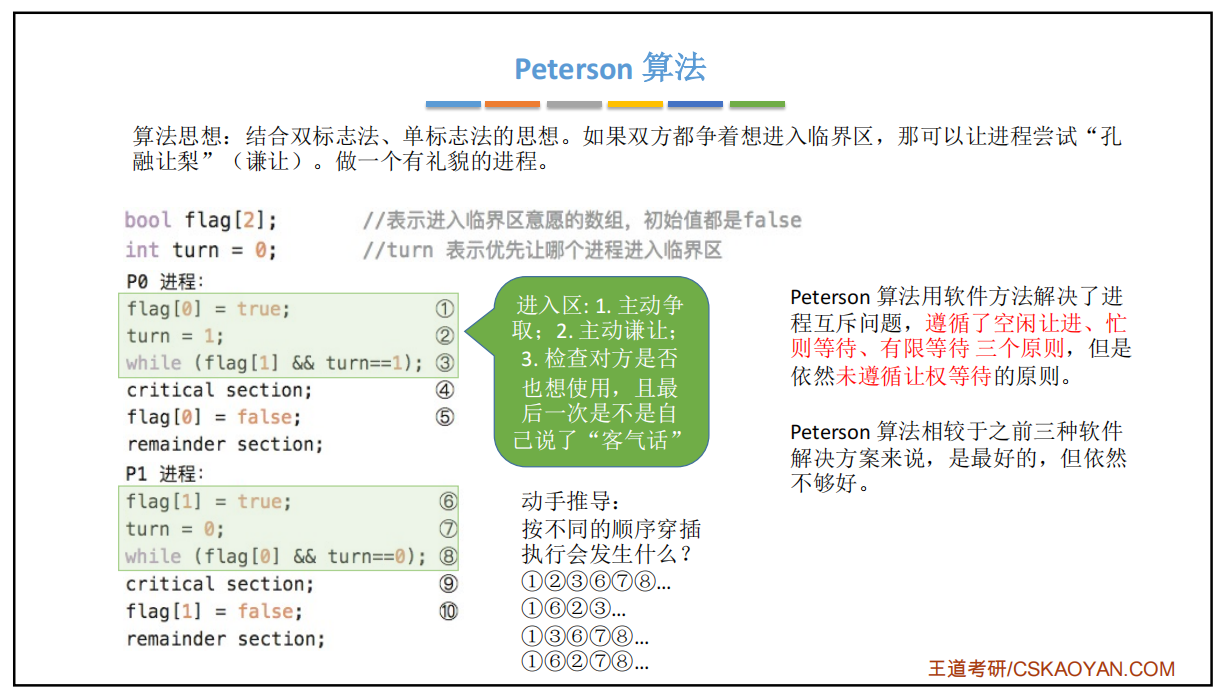 Peterson 算法
算法思想：结合双标志法、单标志法的思想。如果双方都争着想进入临界区，那可以让进程尝试“孔
融让梨”（谦让）。做一个有礼貌的进程。
bool flag[2]; //表示进入临界区意愿的数组，初始值都是false
int turn = 0; //turn 表示优先让哪个进程进入临界区
P0 进程：
flag[0] = true; ①
turn = 1; ②
while (flag[1] && turn==1); ③
critical section; ④
flag[0] = false; ⑤
remainder section;
P1 进程：
flag[1] = true; ⑥
turn = 0; ⑦
while (flag[0] && turn==0); ⑧
critical section; ⑨
flag[1] = false; ⑩
remainder section;
进入区: 1. 主动争
取；2. 主动谦让；
3. 检查对方是否
也想使用，且最
后一次是不是自
己说了“客气话”
动手推导：
按不同的顺序穿插
执行会发生什么？
①②③⑥⑦⑧...
①⑥②③...
①③⑥⑦⑧...
①⑥②⑦⑧...
Peterson 算法用软件方法解决了进
程互斥问题，遵循了空闲让进、忙
则等待、有限等待 三个原则，但是
依然未遵循让权等待的原则。
Peterson 算法相较于之前三种软件
解决方案来说，是最好的，但依然
不够好。
王道考研/CSKAOYAN.COM